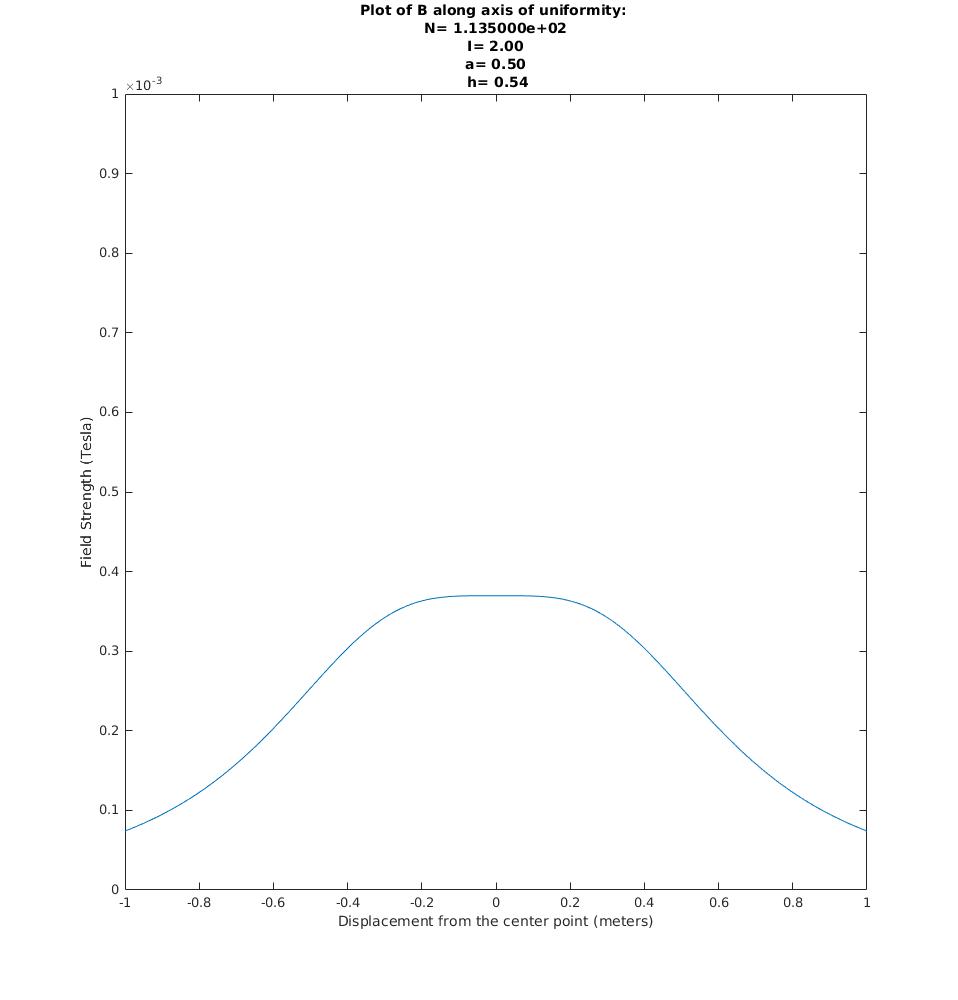 Plot of B along axis of uniformity:
N= 1.135000e+02
I= 2.00
a= 0.50
h= 0.54
×10-3
1
0.9
0.8
0.7
0.6
0.5
0.4
0.3
0.2
0.1
0
Field Strength (Tesla)
-1 -0.8 -0.6 -0.4 -0.2 0 0.2 0.4 0.6 0.8 1
Displacement from the center point (meters)